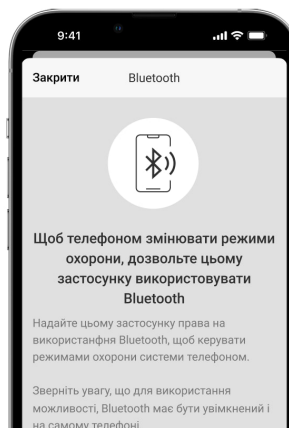 9:41
Закрити Bluetooth
Щоб телефоном змінювати режими
охорони, дозвольте цьому
застосунку використовувати
Bluetooth
Надайте цьому застосунку права на
використанфня Bluetooth, щоб керувати
режимами охорони системи телефоном.
Зверніть увагу, що для використання
можливості, Bluetooth має бути увімкнений і
на самому телефоні.